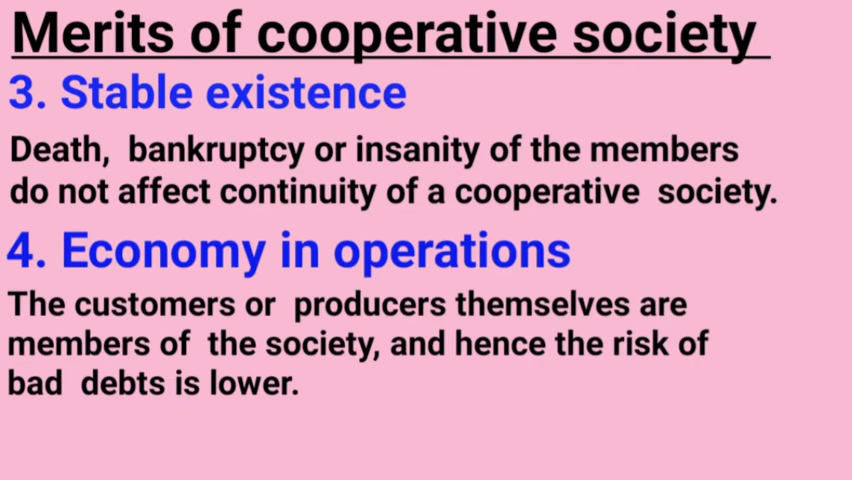 Merits of cooperative society
3. Stable existence
Death, bankruptcy or insanity of the members
do not affect continuity of a cooperative society.
4. Economy in operations
The customers or producers themselves are
members of the society, and hence the risk of
bad debts is lower.